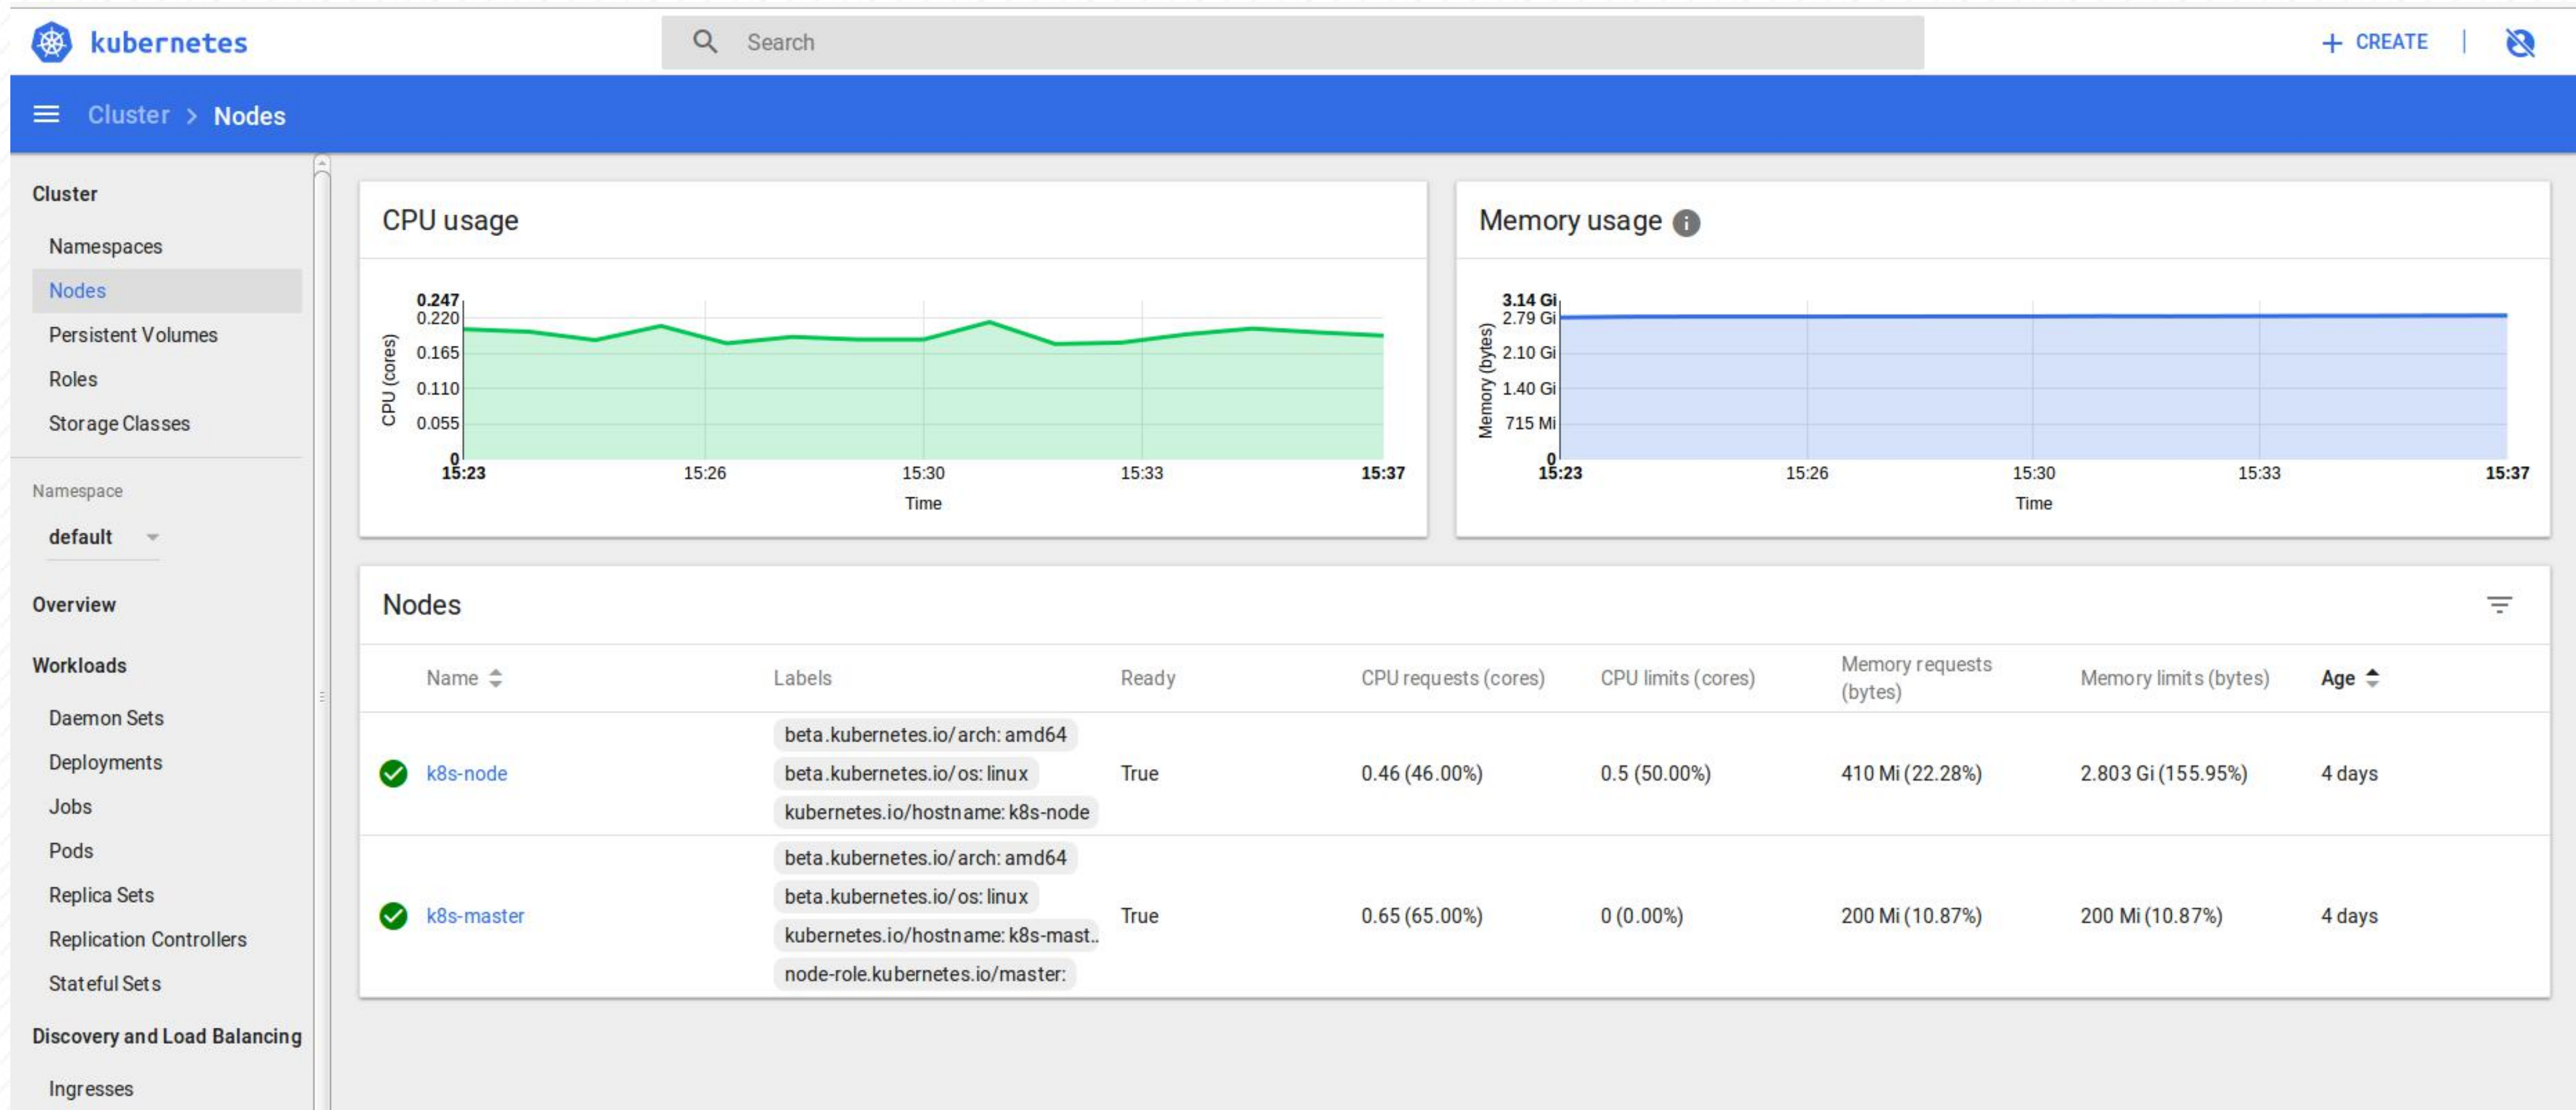 kubernetes
Search
+ CREATE
Cluster > Nodes
Cluster
Namespaces
Nodes
Persistent Volumes
Roles
Storage Classes
Namespace
default
Overview
Workloads
Daemon Sets
Deployments
Jobs
Pods
Replica Sets
Replication Controllers
Stateful Sets
Discovery and Load Balancing
Ingresses
CPU usage
CPU (cores)
0.247
0.220
0.165
0.110
0.055
0
15:23 15:26 15:30 15:33 15:37
Time
Memory usage
Memory (bytes)
3.14 Gi
2.79 Gi
2.10 Gi
1.40 Gi
715 Mi
0
15:23 15:26 15:30 15:33 15:37
Time
Nodes
Name Labels Ready CPU requests (cores) CPU limits (cores) Memory requests (bytes) Memory limits (bytes) Age
beta.kubernetes.io/arch: amd64
beta.kubernetes.io/os: linux
k8s-node True 0.46 (46.00%) 0.5 (50.00%) 410 Mi (22.28%) 2.803 Gi (155.95%) 4 days
kubernetes.io/hostname: k8s-node
beta.kubernetes.io/arch: amd64
beta.kubernetes.io/os: linux
k8s-master True 0.65 (65.00%) 0 (0.00%) 200 Mi (10.87%) 200 Mi (10.87%) 4 days
kubernetes.io/hostname: k8s-mast..
node-role.kubernetes.io/master: